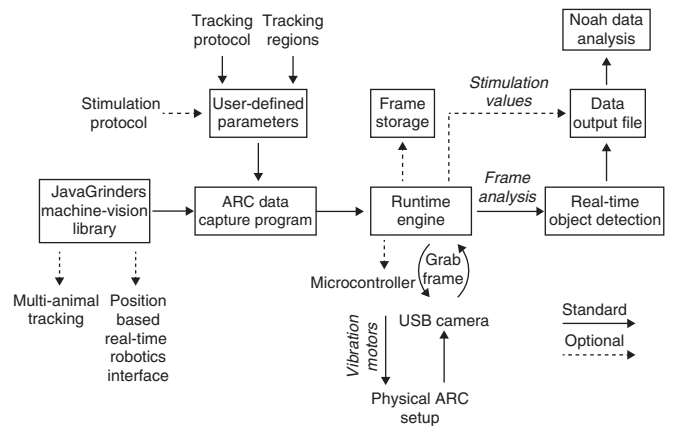 Tracking
protocol
Tracking
regions
Noah data
analysis
Stimulation
protocol
User-defined
parameters
Frame
storage
Stimulation
values
Data
output file
JavaGrinders
machine-vision
library
ARC data
capture program
Runtime
engine
Frame
analysis
Real-time
object detection
Multi-animal
tracking
Position
based
real-time
robotics
interface
Microcontroller
Grab
frame
Vibration
motors
USB camera
Physical ARC
setup
Standard
Optional